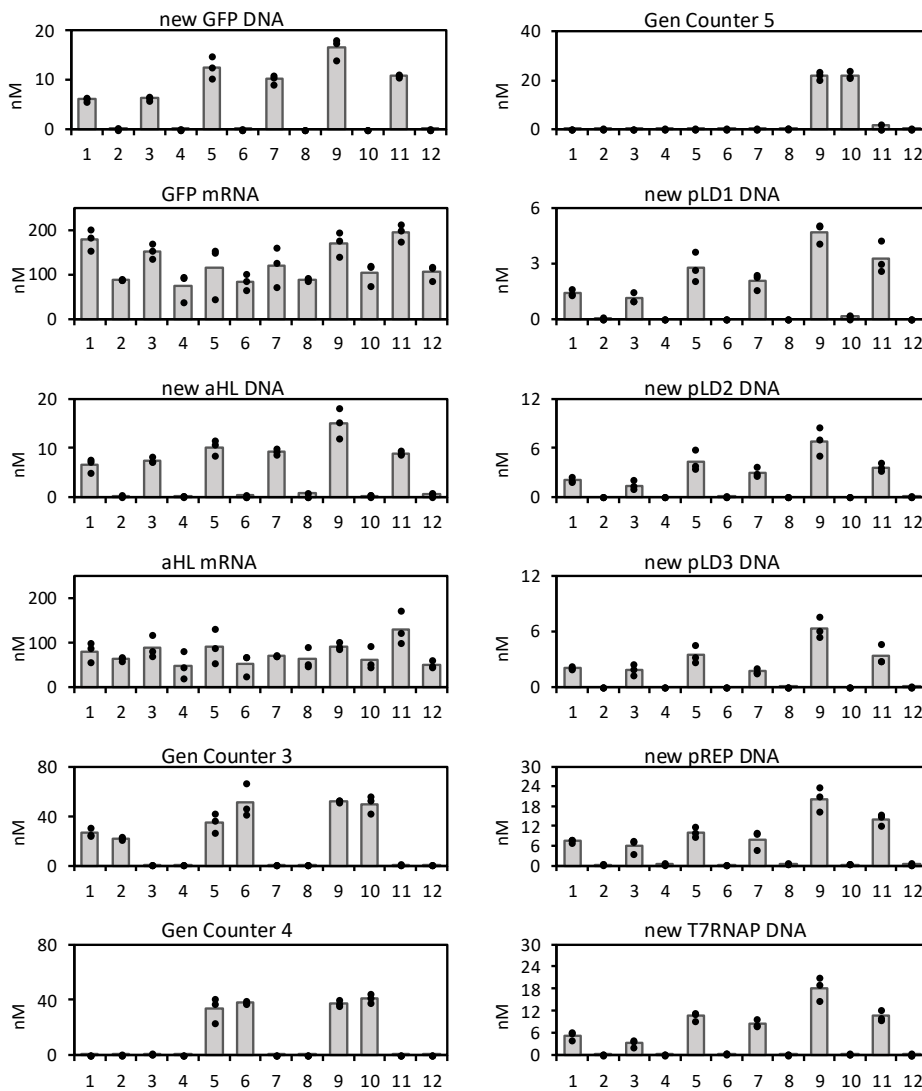 new GFP DNA
20
10
0
nM
1 2 3 4 5 6 7 8 9 10 11 12
GFP mRNA
200
100
0
nM
1 2 3 4 5 6 7 8 9 10 11 12
new aHL DNA
20
10
0
nM
1 2 3 4 5 6 7 8 9 10 11 12
aHL mRNA
200
100
0
nM
1 2 3 4 5 6 7 8 9 10 11 12
Gen Counter 3
80
40
0
nM
1 2 3 4 5 6 7 8 9 10 11 12
Gen Counter 4
80
40
0
nM
1 2 3 4 5 6 7 8 9 10 11 12
Gen Counter 5
40
20
0
nM
1 2 3 4 5 6 7 8 9 10 11 12
new pLD1 DNA
6
3
0
nM
1 2 3 4 5 6 7 8 9 10 11 12
new pLD2 DNA
12
6
0
nM
1 2 3 4 5 6 7 8 9 10 11 12
new pLD3 DNA
12
6
0
nM
1 2 3 4 5 6 7 8 9 10 11 12
new pREP DNA
30
24
18
12
6
0
nM
1 2 3 4 5 6 7 8 9 10 11 12
new T7RNAP DNA
30
24
18
12
6
0
nM
1 2 3 4 5 6 7 8 9 10 11 12